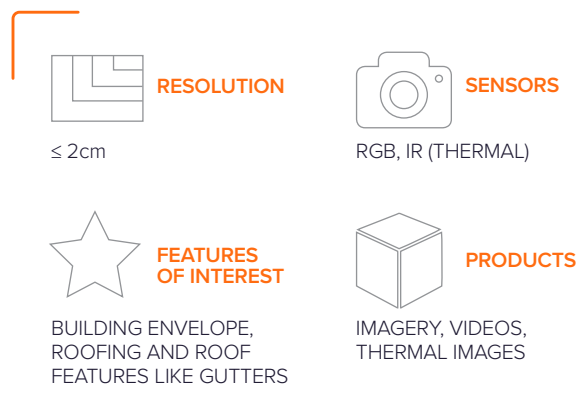 RESOLUTION
≤ 2cm
SENSORS
RGB, IR (THERMAL)
FEATURES
OF INTEREST
BUILDING ENVELOPE,
ROOFING AND ROOF
FEATURES LIKE GUTTERS
PRODUCTS
IMAGERY, VIDEOS,
THERMAL IMAGES